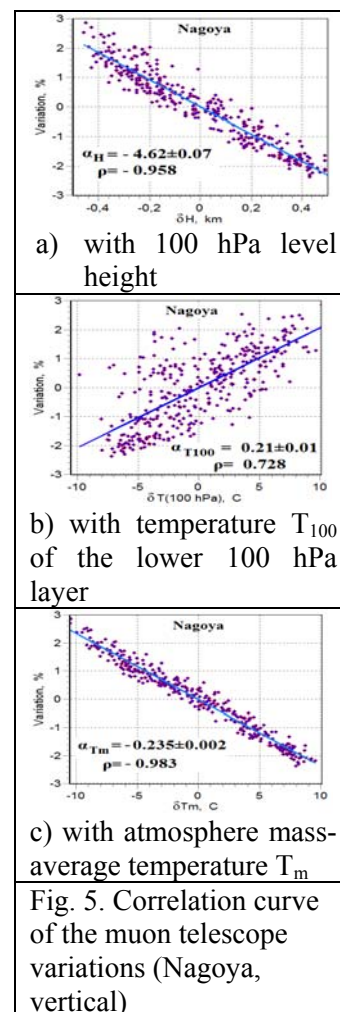 Nagoya
3
2
1
0
-1
-2
-3
Variation, %
α_H = - 4.62±0.07
ρ= - 0.958
-0,4 -0,2 0 0,2 0,4
δH, km
a) with 100 hPa level
height
Nagoya
3
2
1
0
-1
-2
-3
Variation, %
α_T100 = 0.21±0.01
ρ= 0.728
-10 -5 0 5 10
δT(100 hPa), C
b) with temperature T₁₀₀
of the lower 100 hPa
layer
Nagoya
3
2
1
0
-1
-2
-3
Variation, %
α_Tm=-0.235±0.002
ρ= - 0.983
-10 -5 0 5 10
δTm, C
c) with atmosphere mass-
average temperature Tₘ
Fig. 5. Correlation curve
of the muon telescope
variations (Nagoya,
vertical)